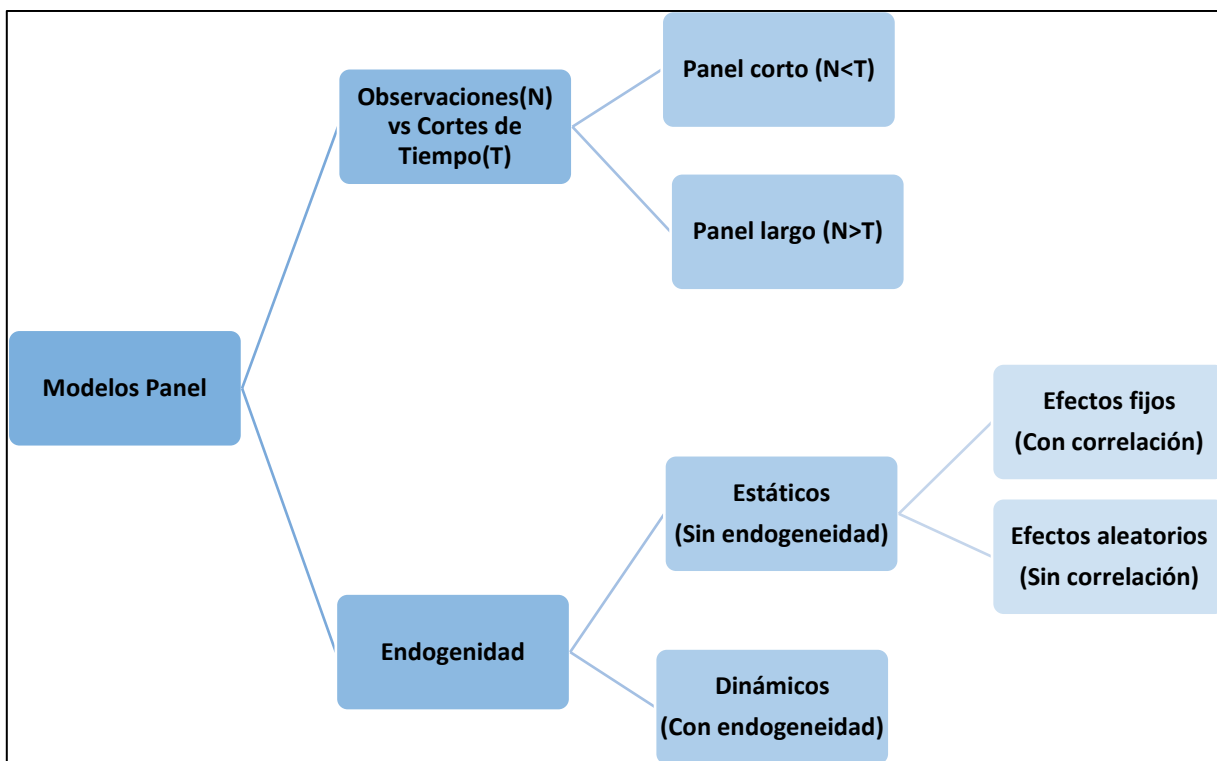 Modelos Panel
Observaciones(N)
vs Cortes de
Tiempo(T)
Panel corto (N<T)
Panel largo (N>T)
Endogenidad
Estáticos
(Sin endogeneidad)
Efectos fijos
(Con correlación)
Efectos aleatorios
(Sin correlación)
Dinámicos
(Con endogeneidad)